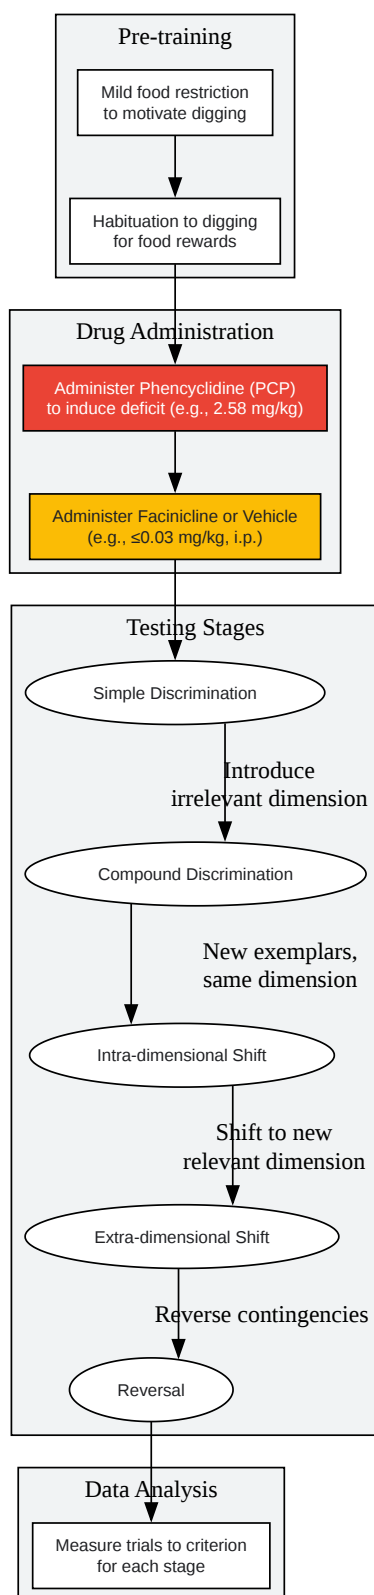 Pre-training
Mild food restriction
to motivate digging
Habituation to digging
for food rewards
Drug Administration
Administer Phencyclidine (PCP)
to induce deficit (e.g., 2.58 mg/kg)
Administer Facinicline or Vehicle
(e.g., ≤0.03 mg/kg, i.p.)
Testing Stages
Simple Discrimination
Introduce
irrelevant dimension
Compound Discrimination
New exemplars,
same dimension
Intra-dimensional Shift
Shift to new
relevant dimension
Extra-dimensional Shift
Reverse contingencies
Reversal
Data Analysis
Measure trials to criterion
for each stage